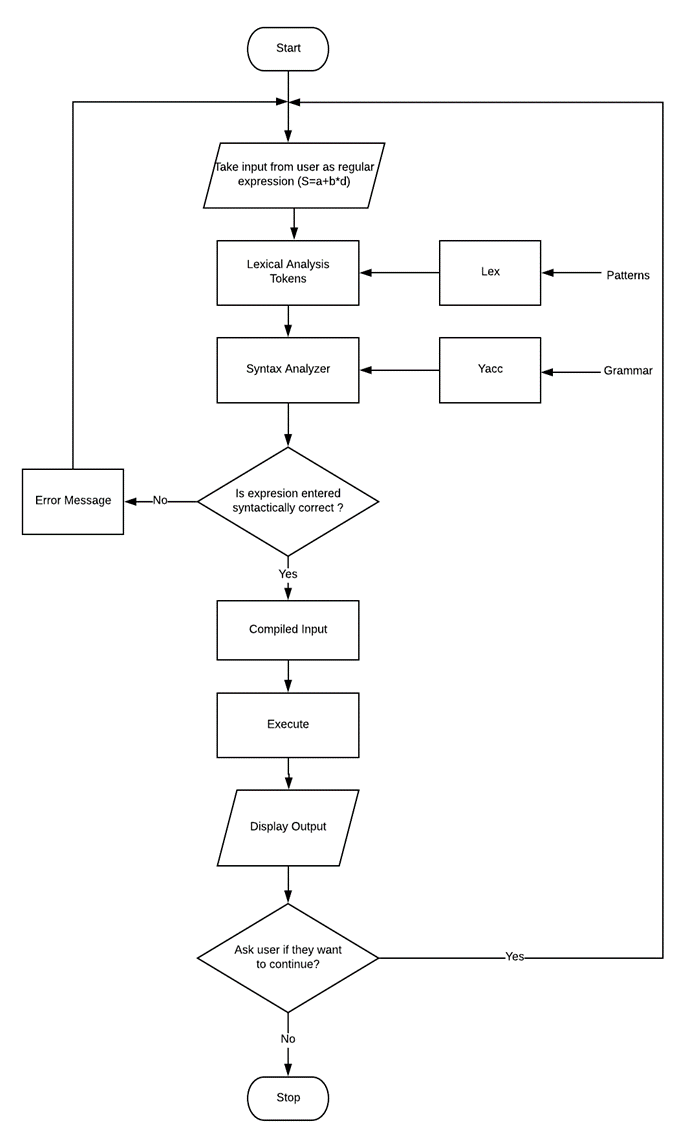 Start
Take input from user as regular
expression (S=a+b*d)
Lexical Analysis
Tokens
Lex
Patterns
Syntax Analyzer
Yacc
Grammar
Is expresion entered
syntactically correct ?
No
Error Message
Yes
Compiled Input
Execute
Display Output
Ask user if they want
to continue?
Yes
No
Stop